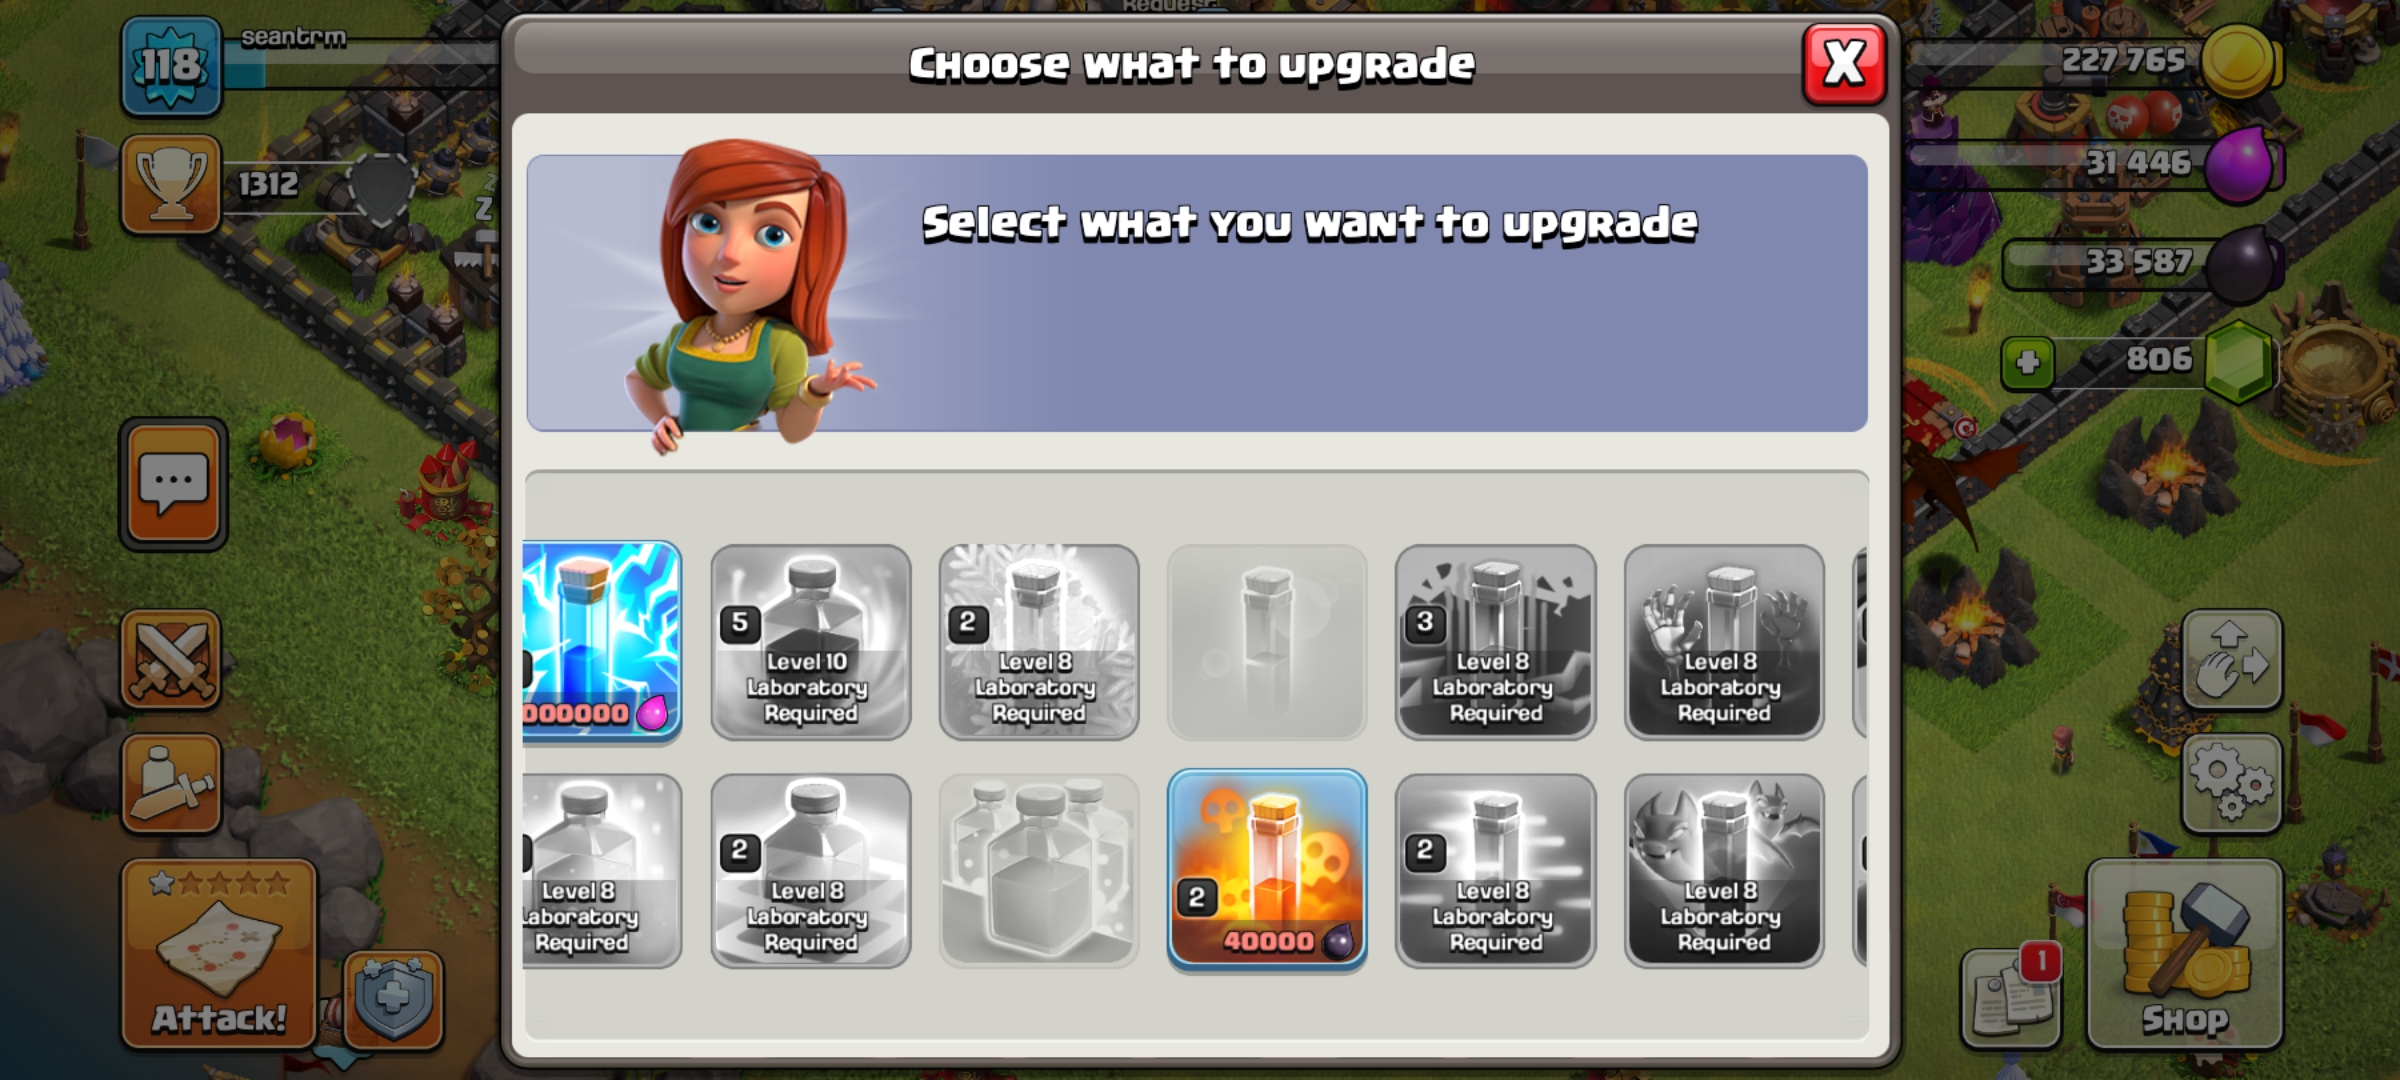 Request
118
seantrm
1312
Choose what to upgrade
X
227 765
31 446
33 587
806
Select what you want to upgrade
000000
5
Level 10
Laboratory
Required
2
Level 8
Laboratory
Required
3
Level 8
Laboratory
Required
Level 8
Laboratory
Required
Level 8
Laboratory
Required
2
Level 8
Laboratory
Required
2
40000
2
Level 8
Laboratory
Required
Level 8
Laboratory
Required
Attack!
1
Shop